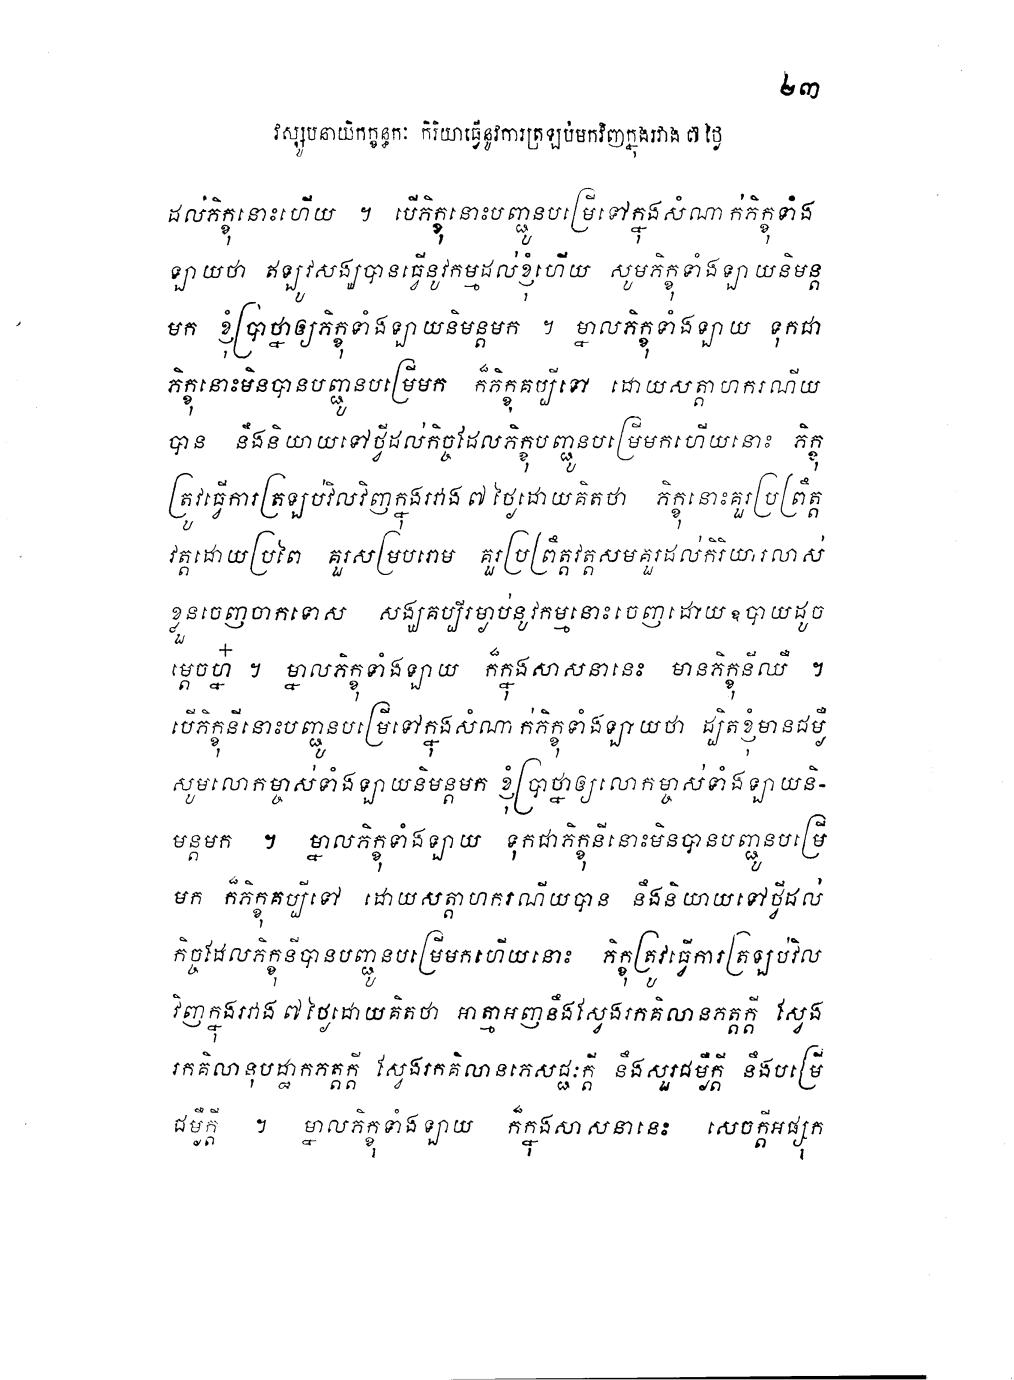 ២៣
វស្សូបនាយិកក្ខន្ធកៈ កិរិយាធ្វើនូវការត្រឡប់មកវិញក្នុងរវាង ៧ ថ្ងៃ
ដល់ភិក្ខុនោះហើយ ។ បើភិក្ខុនោះបញ្ជូនបម្រើទៅក្នុងសំណាក់ភិក្ខុទាំង
ឡាយថា ឥឡូវសង្ឃបានធ្វើនូវកម្មដល់ខ្ញុំហើយ សូមភិក្ខុទាំងឡាយនិមន្ត
មក ខ្ញុំប្រាថ្នាឲ្យភិក្ខុទាំងឡាយនិមន្តមក ។ ម្នាលភិក្ខុទាំងឡាយ ទុកជា
ភិក្ខុនោះមិនបានបញ្ជូនបម្រើមក ក៏ភិក្ខុគប្បីទៅ ដោយសត្តាហករណីយ
បាន នឹងនិយាយទៅថ្វីដល់កិច្ចដែលភិក្ខុបញ្ជូនបម្រើមកហើយនោះ ភិក្ខុ
ត្រូវធ្វើការត្រឡប់វិលវិញក្នុងរវាង ៧ ថ្ងៃដោយគិតថា ភិក្ខុនោះគួរប្រព្រឹត្ត
វត្តដោយប្រពៃ គួរសម្របរោម គួរប្រព្រឹត្តវត្តសមគួរដល់កិរិយារលាស់
ខ្លួនចេញចាកទោស សង្ឃគប្បីរម្ងាប់នូវកម្មនោះចេញដោយឧបាយដូច
ម្តេចហ្ន៎ ។ ម្នាលភិក្ខុទាំងឡាយ ក៏ក្នុងសាសនានេះ មានភិក្ខុនីឈឺ ។
បើភិក្ខុនីនោះបញ្ជូនបម្រើទៅក្នុងសំណាក់ភិក្ខុទាំងឡាយថា ដ្បិតខ្ញុំមានជម្ងឺ
សូមលោកម្ចាស់ទាំងឡាយនិមន្តមក ខ្ញុំប្រាថ្នាឲ្យលោកម្ចាស់ទាំងឡាយនិ-
មន្តមក ។ ម្នាលភិក្ខុទាំងឡាយ ទុកជាភិក្ខុនីនោះមិនបានបញ្ជូនបម្រើ
មក ក៏ភិក្ខុគប្បីទៅ ដោយសត្តាហករណីយបាន នឹងនិយាយទៅថ្វីដល់
កិច្ចដែលភិក្ខុនីបានបញ្ជូនបម្រើមកហើយនោះ ភិក្ខុត្រូវធ្វើការត្រឡប់វិល
វិញក្នុងរវាង ៧ ថ្ងៃដោយគិតថា អាត្មាអញនឹងស្វែងរកគិលានភត្តក្តី ស្វែង
រកគិលានុបដ្ឋាកភត្តក្តី ស្វែងរកគិលានភេសជ្ជៈក្តី នឹងសួរជម្ងឺក្តី នឹងបម្រើ
ជម្ងឺក្តី ។ ម្នាលភិក្ខុទាំងឡាយ ក៏ក្នុងសាសនានេះ សេចក្តីអផ្សុក